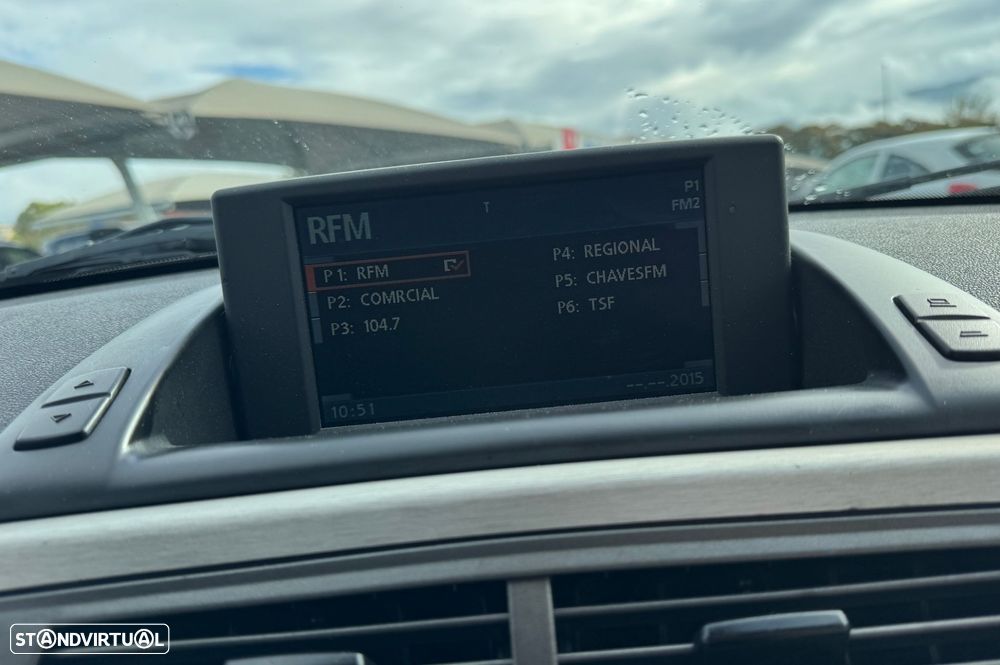 P1
T
FM2
RFM
P1: RFM
P2: COMRCIAL
P3: 104.7
P4: REGIONAL
P5: CHAVESFM
P6: TSF
10:51
--.--.2015
STANDVIRTUAL